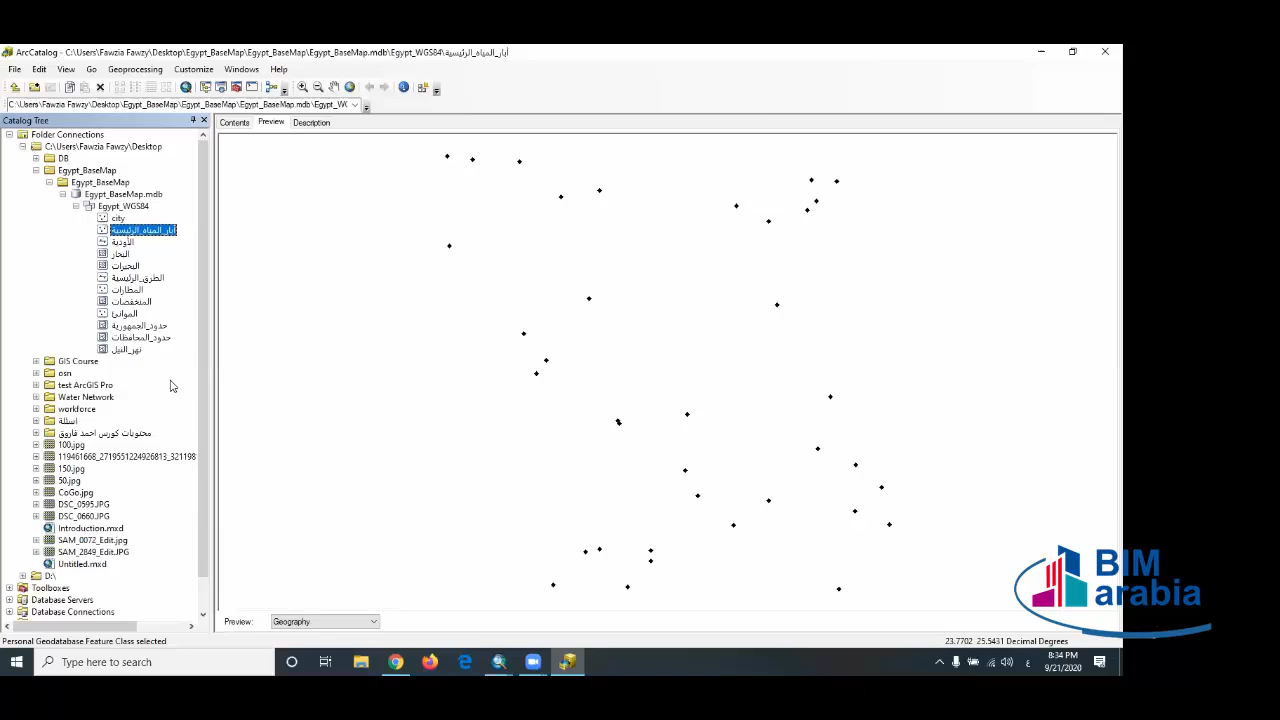 ArcCatalog - C:\Users\Fawzia Fawzy\Desktop\Egypt_BaseMap\Egypt_BaseMap\Egypt_BaseMap.mdb\Egypt_WGS84\أبار_المياه_الرئيسية
File Edit View Go Geoprocessing Customize Windows Help
C:\Users\Fawzia Fawzy\Desktop\Egypt_BaseMap\Egypt_BaseMap\Egypt_BaseMap.mdb\Egypt_W
Catalog Tree
Contents Preview Description
Folder Connections
C:\Users\Fawzia Fawzy\Desktop
DB
Egypt_BaseMap
Egypt_BaseMap
Egypt_BaseMap.mdb
Egypt_WGS84
city
أبار_المياه_الرئيسية
الأودية
البحار
البحيرات
الطرق_الرئيسية
المطارات
المنخفضات
الموانئ
حدود_الجمهورية
حدود_المحافظات
نهر_النيل
GIS Course
osn
test ArcGIS Pro
Water Network
workforce
اسئلة
محتويات كورس احمد فاروق
100.jpg
119461668_2719551224926813_321198
150.jpg
50.jpg
CoGo.jpg
DSC_0595.JPG
DSC_0660.JPG
Introduction.mxd
SAM_0072_Edit.jpg
SAM_2849_Edit.JPG
Untitled.mxd
D:\
Toolboxes
Database Servers
Database Connections
Preview: Geography
Personal Geodatabase Feature Class selected
23.7702 25.5431 Decimal Degrees
BIM
arabia
Type here to search
ع
8:34 PM
9/21/2020